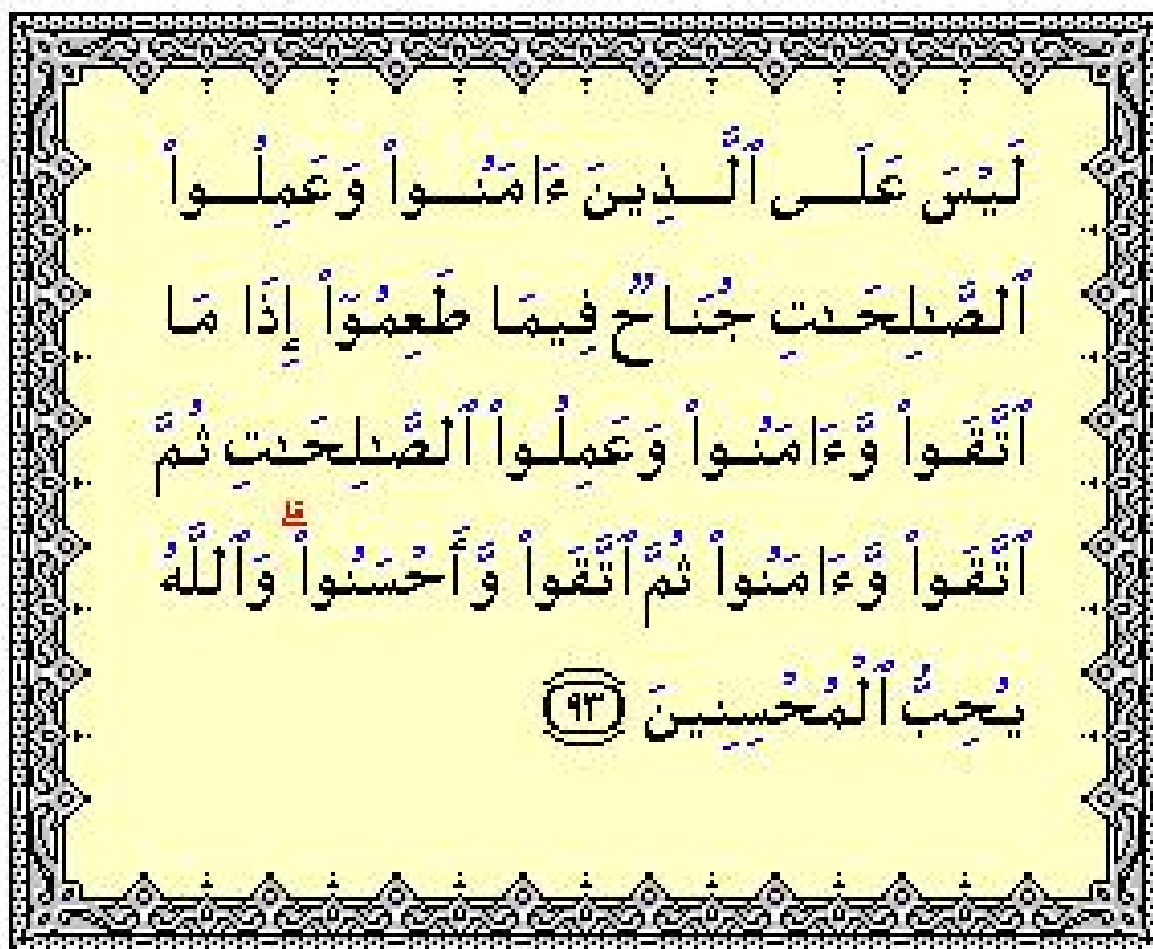 لَيْسَ عَلَى ٱلَّذِينَ ءَامَنُوا۟ وَعَمِلُوا۟
ٱلصَّـٰلِحَـٰتِ جُنَاحٌ فِيمَا طَعِمُوٓا۟ إِذَا مَا
ٱتَّقَوا۟ وَّءَامَنُوا۟ وَعَمِلُوا۟ ٱلصَّـٰلِحَـٰتِ ثُمَّ
ٱتَّقَوا۟ وَّءَامَنُوا۟ ثُمَّ ٱتَّقَوا۟ وَّأَحْسَنُوا۟ ۗ وَٱللَّهُ
يُحِبُّ ٱلْمُحْسِنِينَ ٩٣